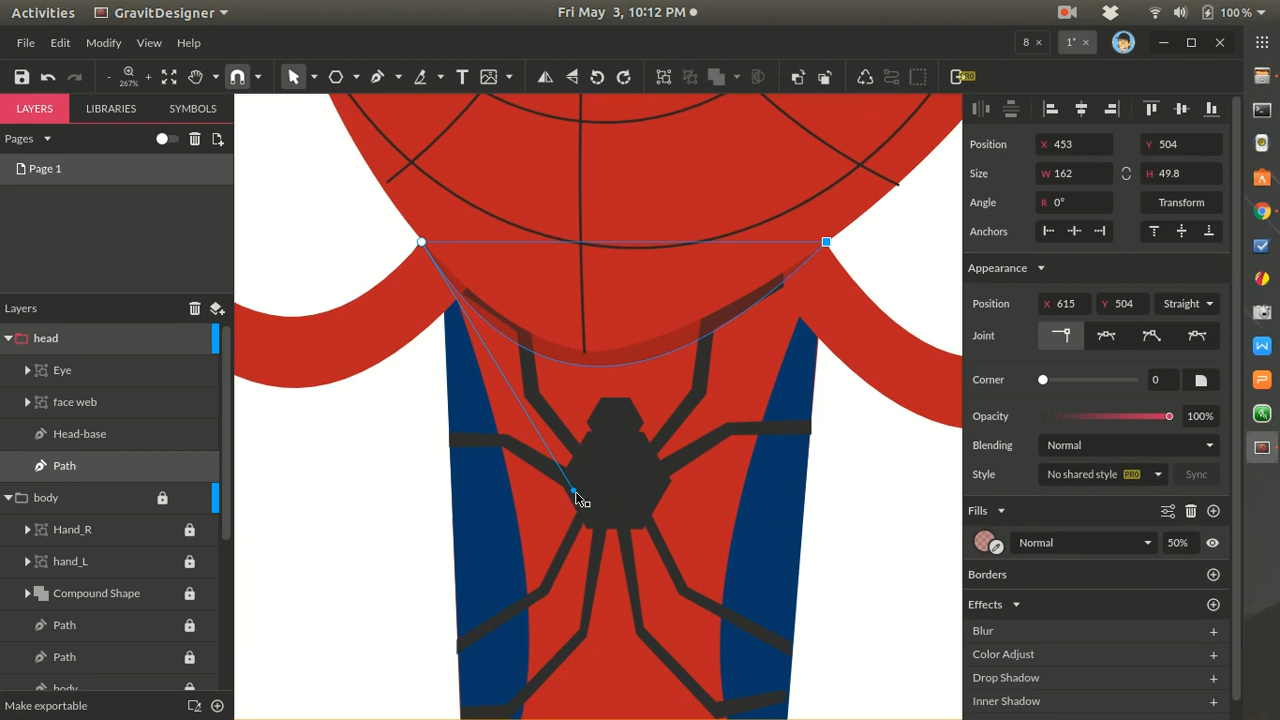 Activities GravitDesigner Fri May 3, 10:12 PM 100 %
File Edit Modify View Help 8 × 1* ×
- 267% + T PRO
LAYERS LIBRARIES SYMBOLS
Pages
Page 1
Layers
head
Eye
face web
Head-base
Path
body
Hand_R
hand_L
Compound Shape
Path
Path
body
Make exportable
Position X 453 Y 504
Size W 162 H 49.8
Angle R 0° Transform
Anchors
Appearance
Position X 615 Y 504 Straight
Joint
Corner 0
Opacity 100%
Blending Normal
Style No shared style PRO Sync
Fills
Normal 50%
Borders
Effects
Blur +
Color Adjust +
Drop Shadow +
Inner Shadow +